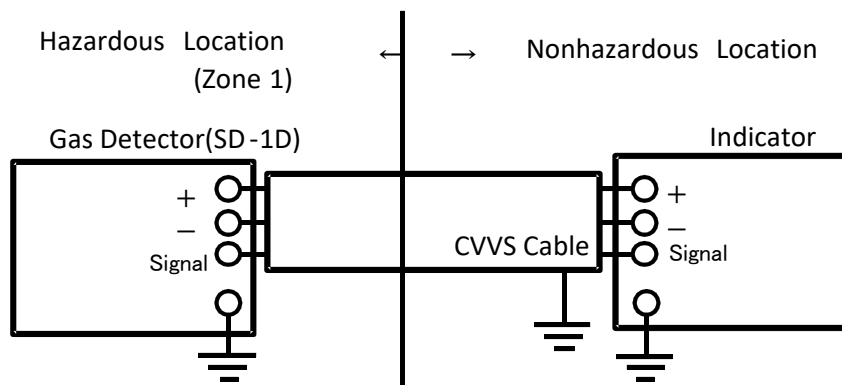 Hazardous Location
(Zone 1)
← → Nonhazardous Location
Gas Detector(SD-1D)
Indicator
+
−
Signal
CVVS Cable
+
−
Signal